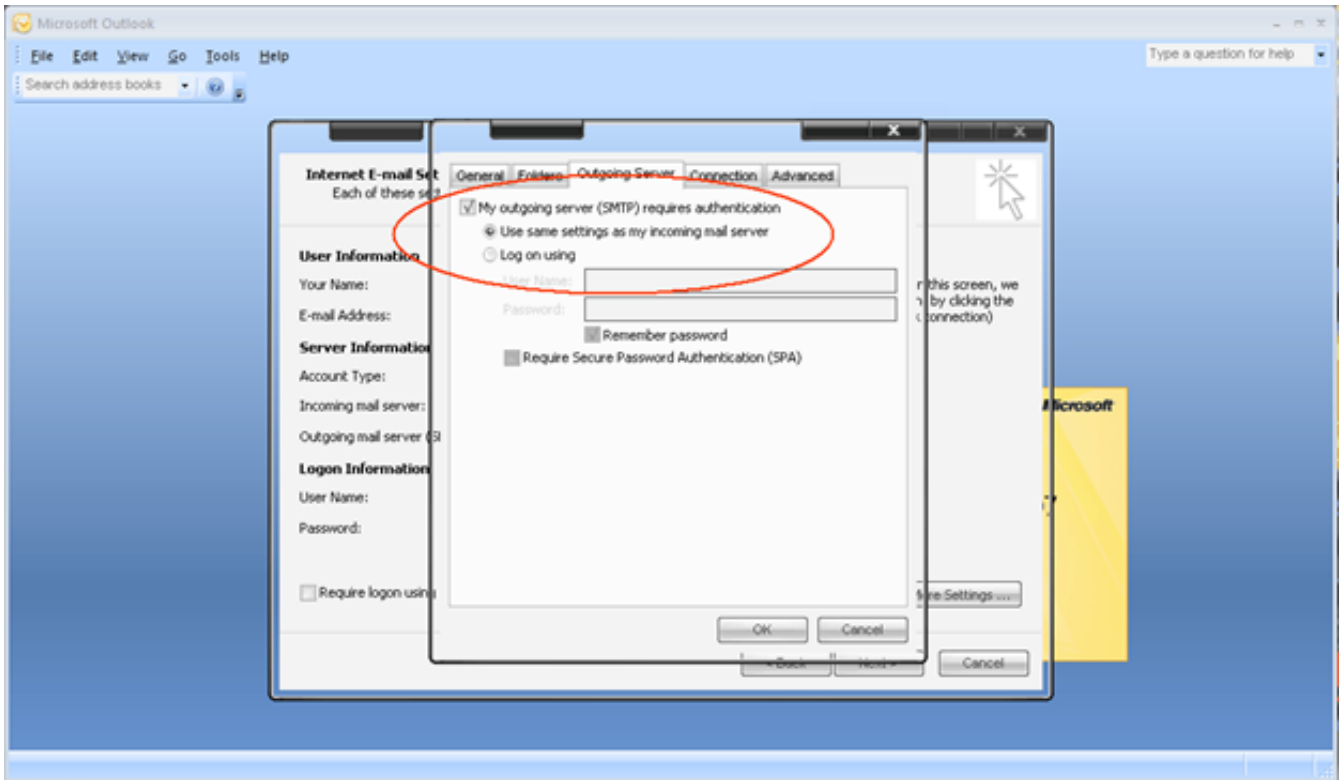 Microsoft Outlook
File Edit View Go Tools Help
Type a question for help
Search address books
Internet E-mail Set
Each of these set
General Folders Outgoing Server Connection Advanced
My outgoing server (SMTP) requires authentication
Use same settings as my incoming mail server
Log on using
User Name:
Password:
Remember password
Require Secure Password Authentication (SPA)
User Information
Your Name:
E-mail Address:
Server Information
Account Type:
Incoming mail server:
Outgoing mail server (S
Logon Information
User Name:
Password:
Require logon using
n this screen, we
by clicking the
connection)
Microsoft
More Settings ...
OK Cancel
< Back Next > Cancel